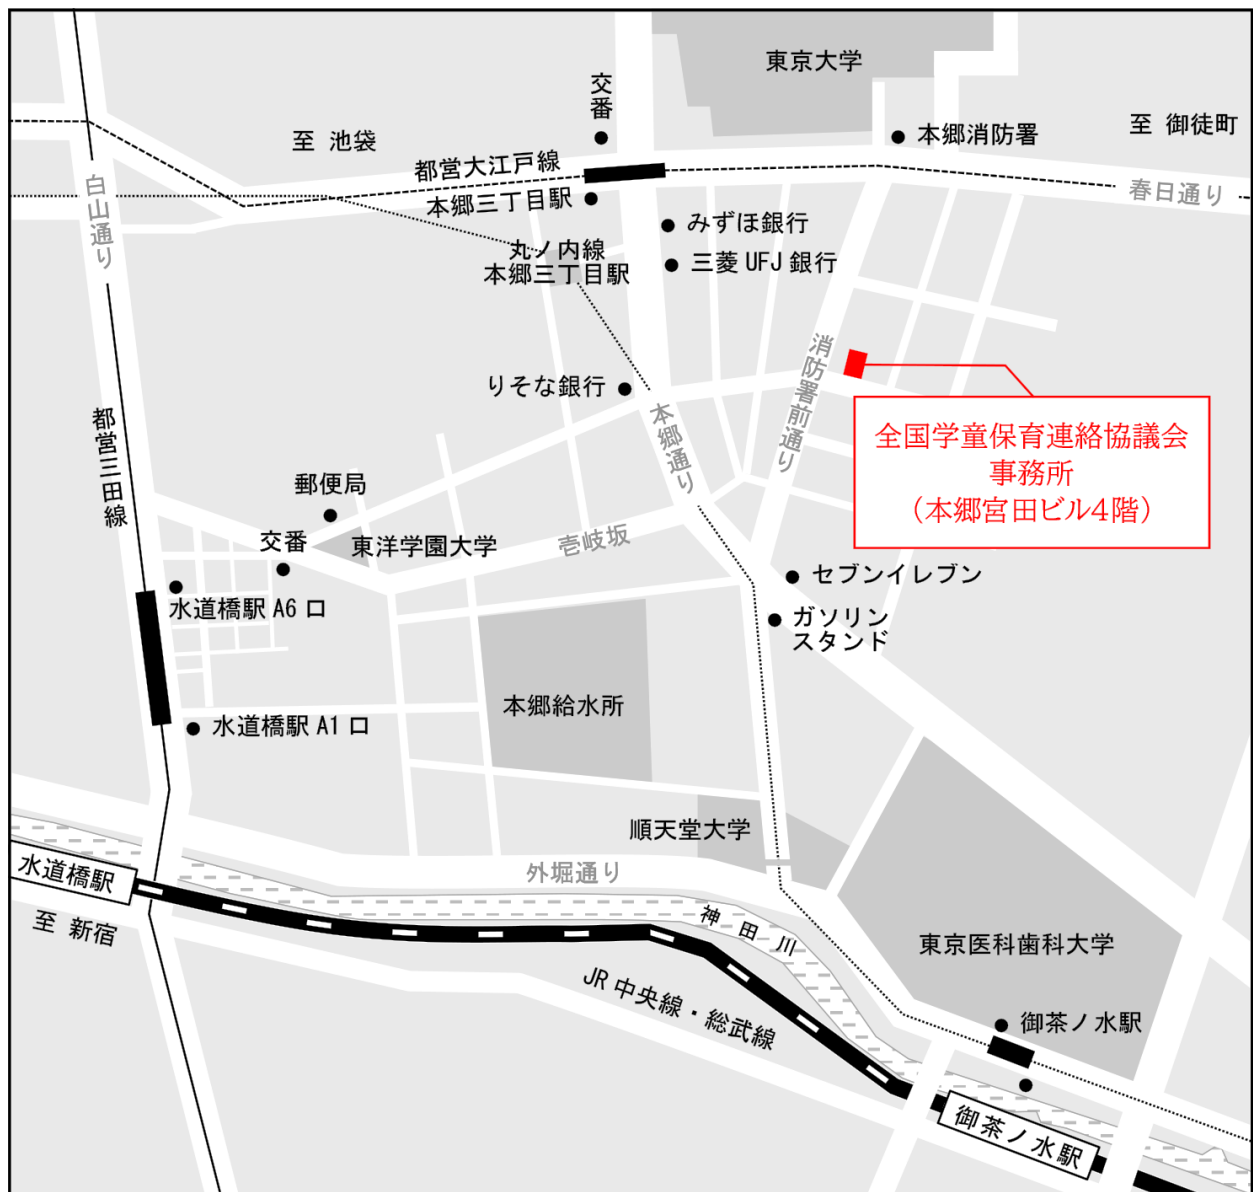 東京大学
交番
至 池袋
都営大江戸線
本郷三丁目駅
本郷消防署
至 御徒町
春日通り
白山通り
みずほ銀行
丸ノ内線
本郷三丁目駅
三菱UFJ銀行
消防署前通り
りそな銀行
本郷通り
都営三田線
全国学童保育連絡協議会
事務所
(本郷宮田ビル4階)
郵便局
交番
東洋学園大学
壱岐坂
水道橋駅 A6 口
セブンイレブン
ガソリン
スタンド
本郷給水所
水道橋駅 A1 口
順天堂大学
外堀通り
水道橋駅
至 新宿
神田川
東京医科歯科大学
JR 中央線・総武線
御茶ノ水駅
御茶ノ水駅